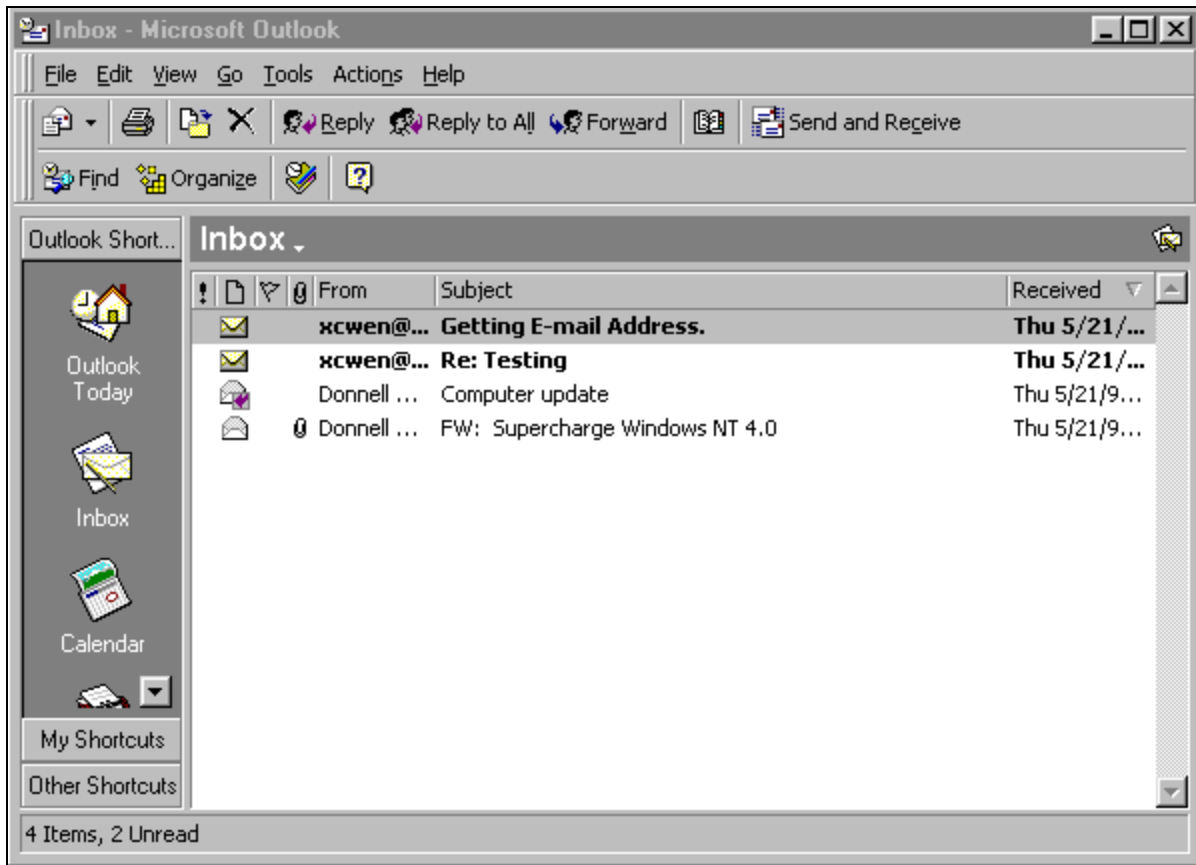 Inbox - Microsoft Outlook
File Edit View Go Tools Actions Help
Reply Reply to All Forward Send and Receive
Find Organize
Outlook Short... Inbox
! From Subject Received
xcwen@... Getting E-mail Address. Thu 5/21/...
xcwen@... Re: Testing Thu 5/21/...
Donnell ... Computer update Thu 5/21/9...
Donnell ... FW: Supercharge Windows NT 4.0 Thu 5/21/9...
Outlook
Today
Inbox
Calendar
My Shortcuts
Other Shortcuts
4 Items, 2 Unread